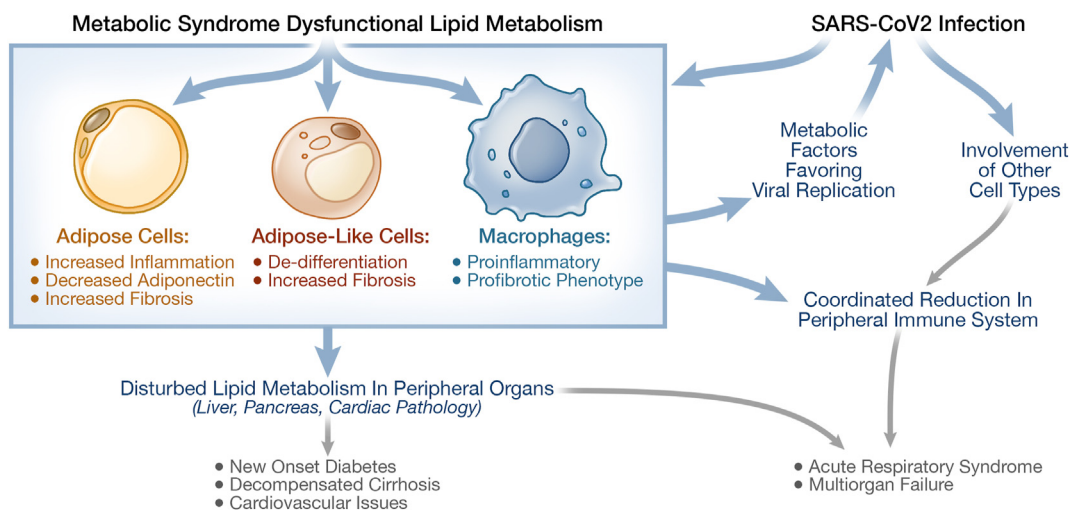 Metabolic Syndrome Dysfunctional Lipid Metabolism
SARS-CoV2 Infection
Adipose Cells:
● Increased Inflammation
● Decreased Adiponectin
● Increased Fibrosis
Adipose-Like Cells:
● De-differentiation
● Increased Fibrosis
Macrophages:
● Proinflammatory
● Profibrotic Phenotype
Metabolic
Factors
Favoring
Viral Replication
Involvement
of Other
Cell Types
Coordinated Reduction In
Peripheral Immune System
Disturbed Lipid Metabolism In Peripheral Organs
(Liver, Pancreas, Cardiac Pathology)
● New Onset Diabetes
● Decompensated Cirrhosis
● Cardiovascular Issues
● Acute Respiratory Syndrome
● Multiorgan Failure